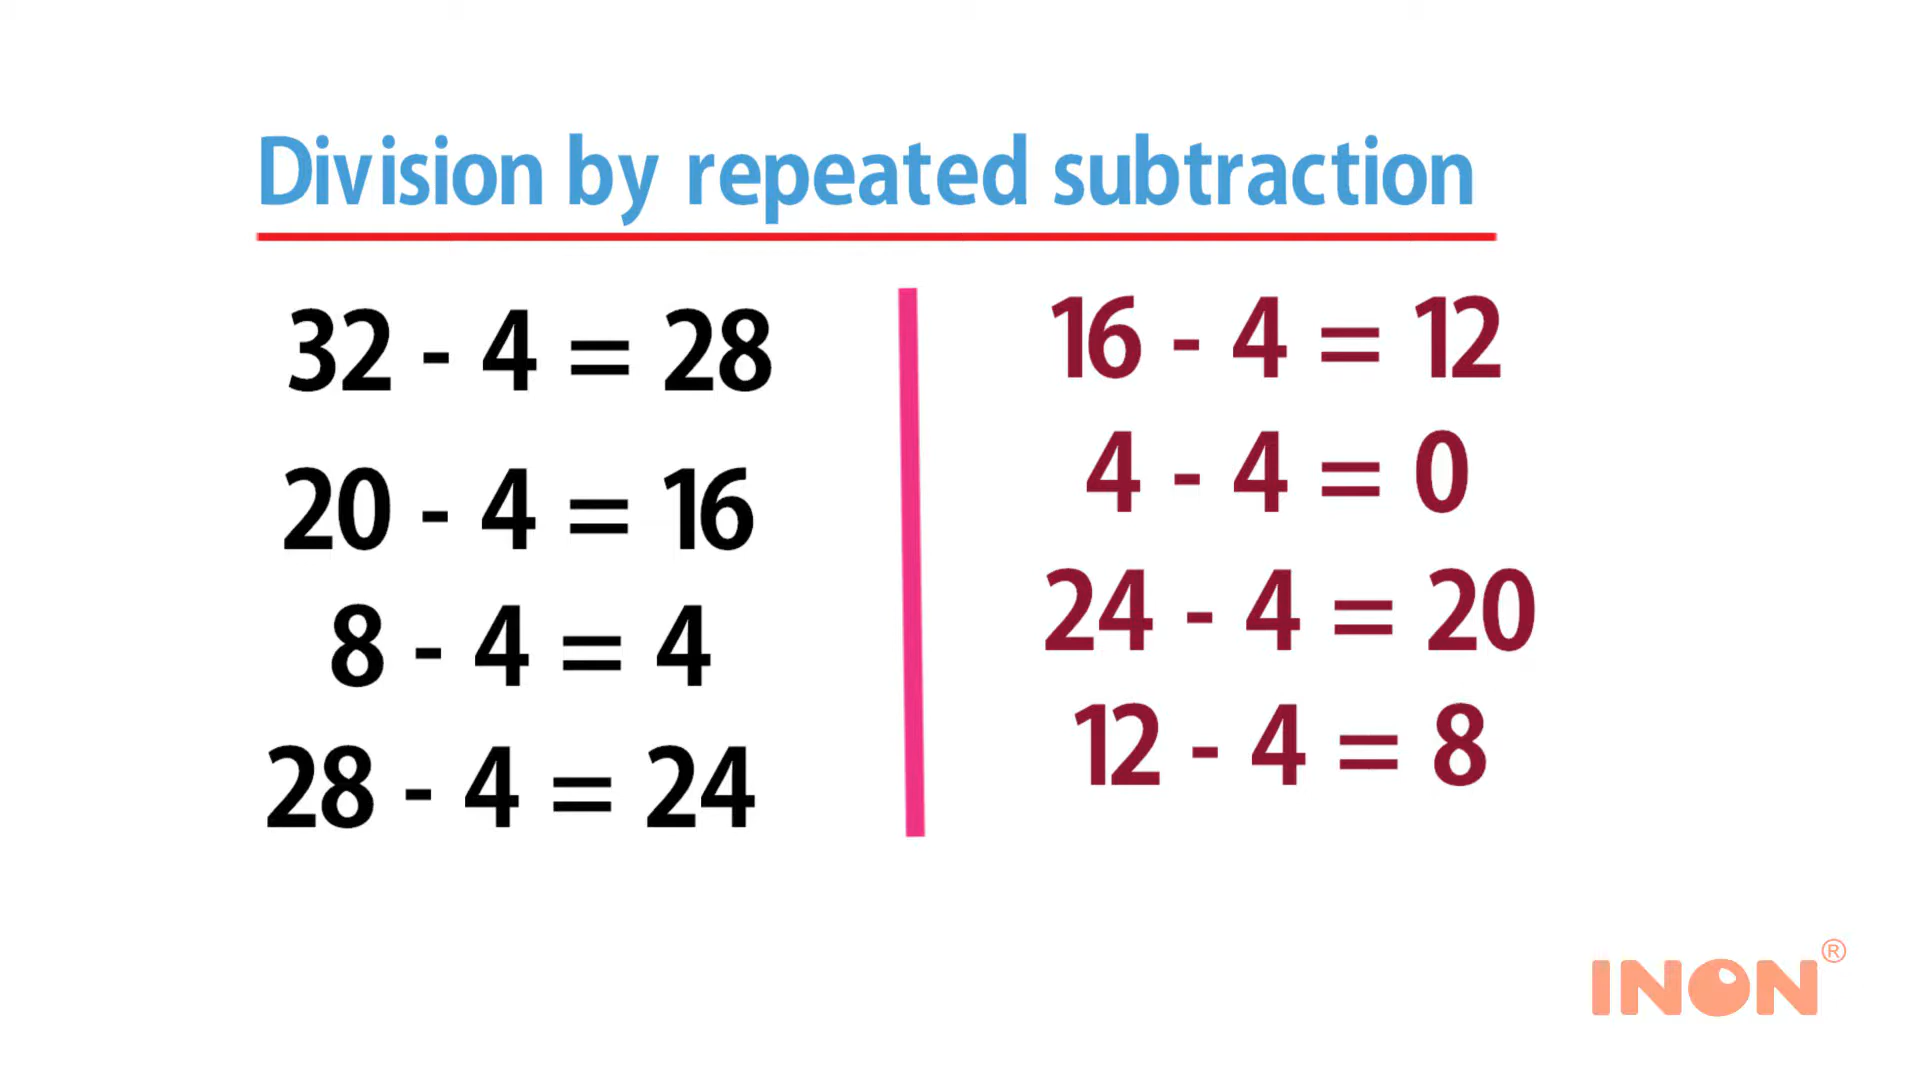 Division by repeated subtraction
32 - 4 = 28
20 - 4 = 16
8 - 4 = 4
28 - 4 = 24
16 - 4 = 12
4 - 4 = 0
24 - 4 = 20
12 - 4 = 8
INON®